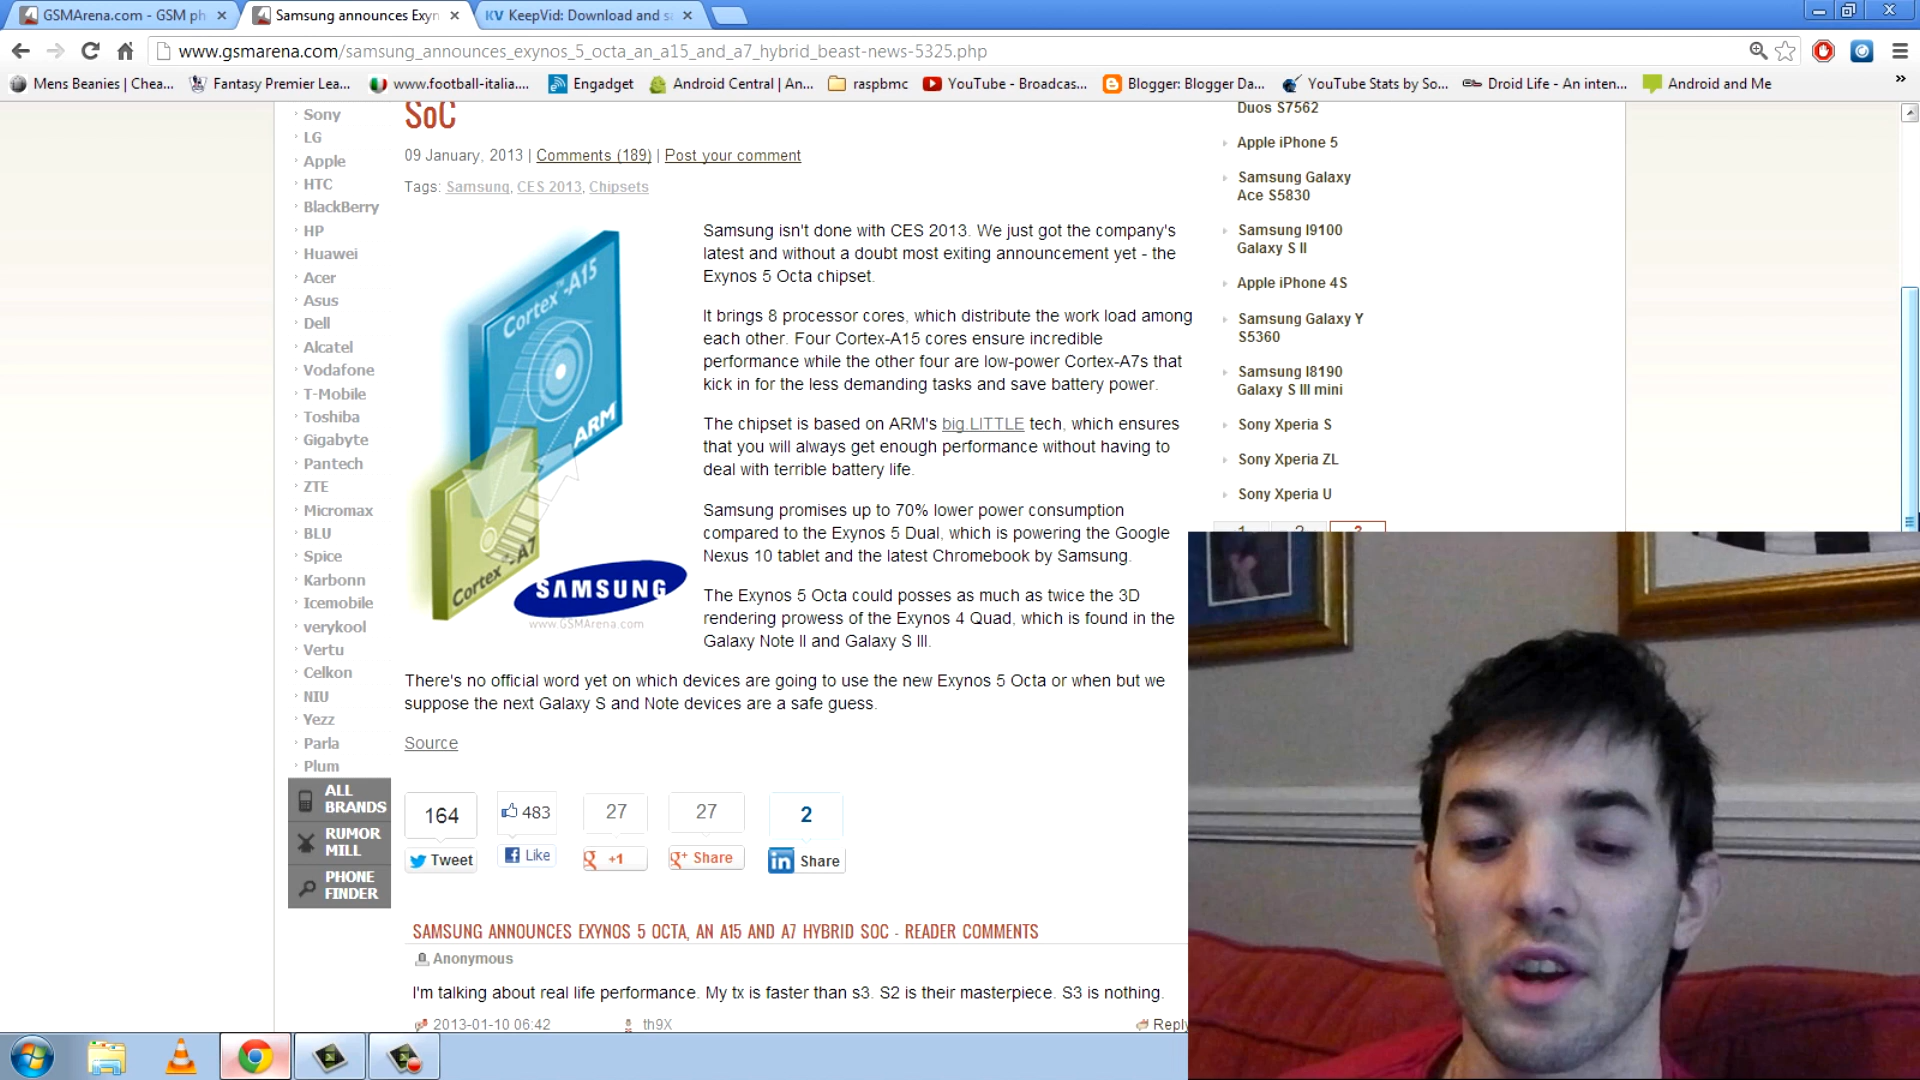 GSMArena.com - GSM ph
Samsung announces Exyn
KV KeepVid: Download and s
www.gsmarena.com/samsung_announces_exynos_5_octa_an_a15_and_a7_hybrid_beast-news-5325.php
Mens Beanies | Chea...
Fantasy Premier Lea...
www.football-italia....
Engadget
Android Central | An...
raspbmc
YouTube - Broadcas...
Blogger: Blogger Da...
YouTube Stats by So...
Droid Life - An inten...
Android and Me
»
Sony
LG
Apple
HTC
BlackBerry
HP
Huawei
Acer
Asus
Dell
Alcatel
Vodafone
T-Mobile
Toshiba
Gigabyte
Pantech
ZTE
Micromax
BLU
Spice
Karbonn
Icemobile
verykool
Vertu
Celkon
NIU
Yezz
Parla
Plum
ALL
BRANDS
RUMOR
MILL
PHONE
FINDER
SoC
09 January, 2013 | Comments (189) | Post your comment
Tags: Samsung, CES 2013, Chipsets
Cortex™-A15
ARM
Cortex™-A7
SAMSUNG
www.GSMArena.com
Samsung isn't done with CES 2013. We just got the company's
latest and without a doubt most exiting announcement yet - the
Exynos 5 Octa chipset.
It brings 8 processor cores, which distribute the work load among
each other. Four Cortex-A15 cores ensure incredible
performance while the other four are low-power Cortex-A7s that
kick in for the less demanding tasks and save battery power.
The chipset is based on ARM's big.LITTLE tech, which ensures
that you will always get enough performance without having to
deal with terrible battery life.
Samsung promises up to 70% lower power consumption
compared to the Exynos 5 Dual, which is powering the Google
Nexus 10 tablet and the latest Chromebook by Samsung.
The Exynos 5 Octa could posses as much as twice the 3D
rendering prowess of the Exynos 4 Quad, which is found in the
Galaxy Note II and Galaxy S III.
There's no official word yet on which devices are going to use the new Exynos 5 Octa or when but we
suppose the next Galaxy S and Note devices are a safe guess.
Source
164
483
27
27
2
Tweet
Like
+1
Share
Share
SAMSUNG ANNOUNCES EXYNOS 5 OCTA, AN A15 AND A7 HYBRID SOC - READER COMMENTS
Anonymous
I'm talking about real life performance. My tx is faster than s3. S2 is their masterpiece. S3 is nothing.
2013-01-10 06:42
th9X
Reply
Duos S7562
Apple iPhone 5
Samsung Galaxy
Ace S5830
Samsung I9100
Galaxy S II
Apple iPhone 4S
Samsung Galaxy Y
S5360
Samsung I8190
Galaxy S III mini
Sony Xperia S
Sony Xperia ZL
Sony Xperia U
1 2 3